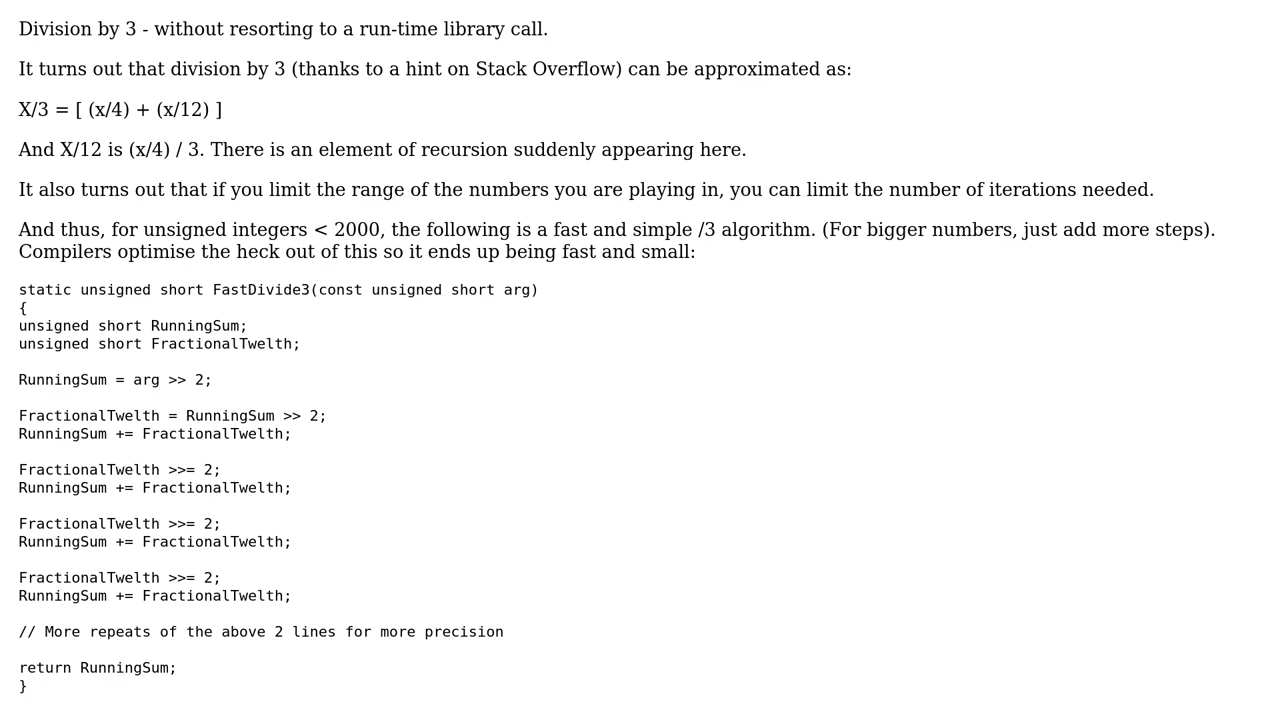 Division by 3 - without resorting to a run-time library call.
It turns out that division by 3 (thanks to a hint on Stack Overflow) can be approximated as:
X/3 = [ (x/4) + (x/12) ]
And X/12 is (x/4) / 3. There is an element of recursion suddenly appearing here.
It also turns out that if you limit the range of the numbers you are playing in, you can limit the number of iterations needed.
And thus, for unsigned integers < 2000, the following is a fast and simple /3 algorithm. (For bigger numbers, just add more steps).
Compilers optimise the heck out of this so it ends up being fast and small:
static unsigned short FastDivide3(const unsigned short arg)
{
unsigned short RunningSum;
unsigned short FractionalTwelth;
RunningSum = arg >> 2;
FractionalTwelth = RunningSum >> 2;
RunningSum += FractionalTwelth;
FractionalTwelth >>= 2;
RunningSum += FractionalTwelth;
FractionalTwelth >>= 2;
RunningSum += FractionalTwelth;
FractionalTwelth >>= 2;
RunningSum += FractionalTwelth;
// More repeats of the above 2 lines for more precision
return RunningSum;
}